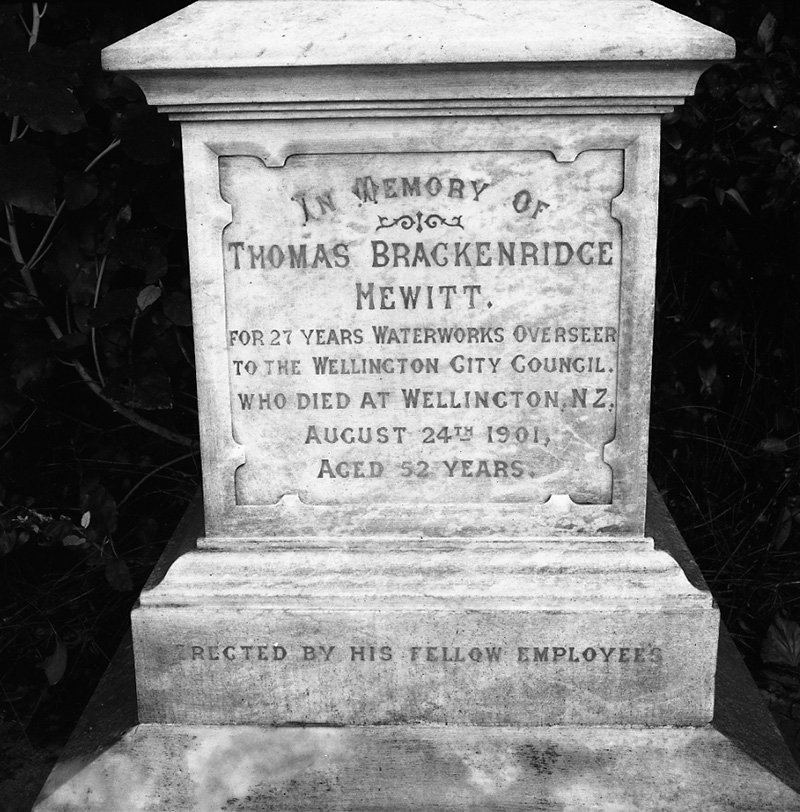 IN MEMORY OF
THOMAS BRACKENRIDGE
MEWITT.
FOR 27 YEARS WATERWORKS OVERSEER
TO THE WELLINGTON CITY COUNCIL.
WHO DIED AT WELLINGTON, N.Z.
AUGUST 24TH 1901,
AGED 52 YEARS.
ERECTED BY HIS FELLOW EMPLOYEES